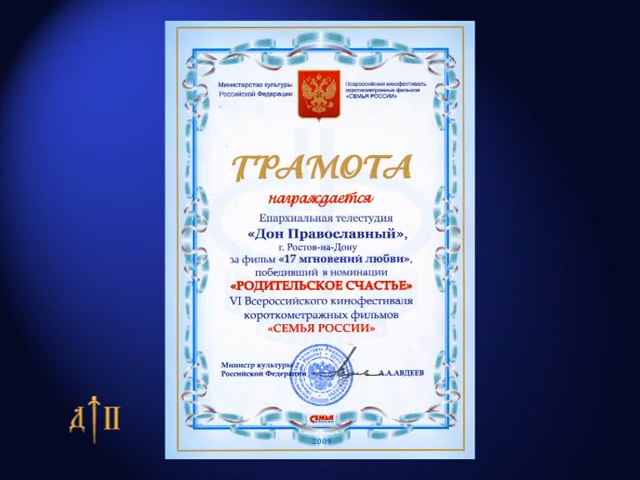 Министерство культуры
Российской Федерации
Всероссийский кинофестиваль
короткометражных фильмов
«СЕМЬЯ РОССИИ»
ГРАМОТА
награждается
Епархиальная телестудия
«Дон Православный»,
г. Ростов-на-Дону
за фильм «17 мгновений любви»,
победивший в номинации
«РОДИТЕЛЬСКОЕ СЧАСТЬЕ»
VI Всероссийского кинофестиваля
короткометражных фильмов
«СЕМЬЯ РОССИИ»
Министр культуры
Российской Федерации
А.А.АВДЕЕВ
СЕМЬЯ
2009
Д П